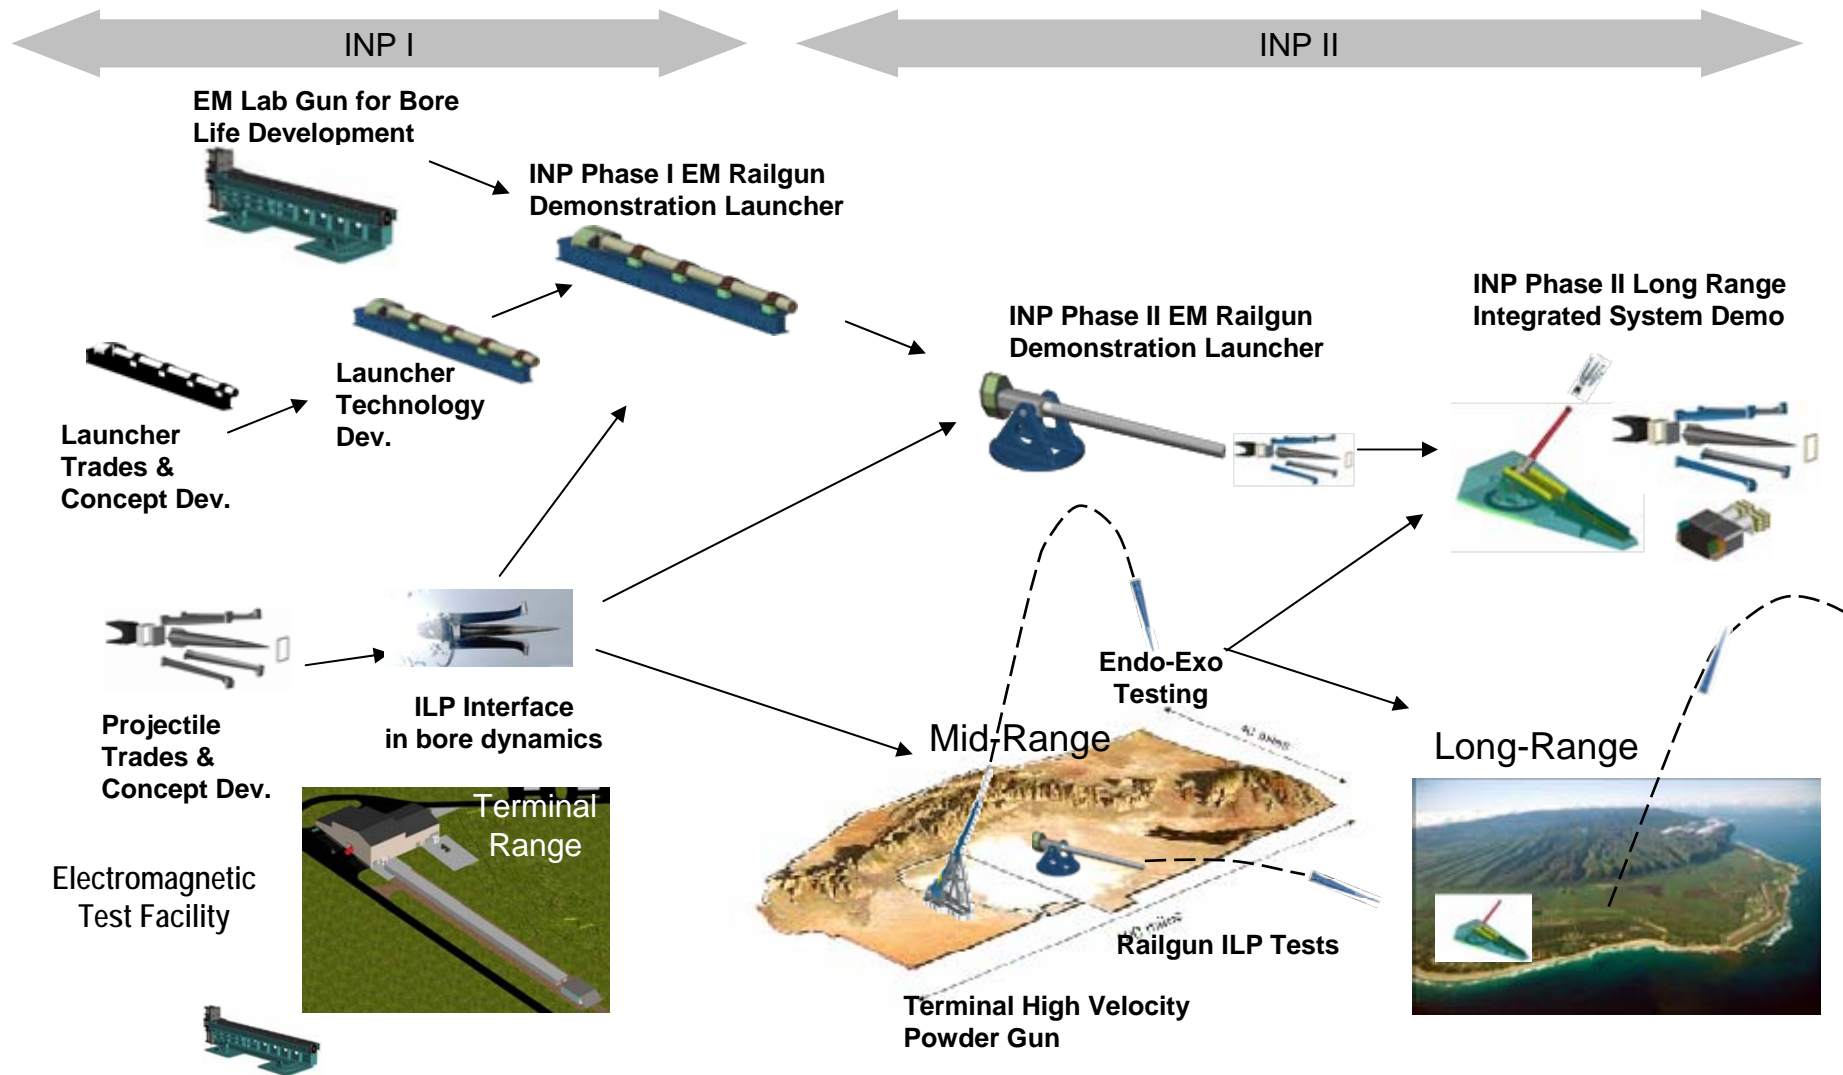 INP I
INP II
EM Lab Gun for Bore
Life Development
INP Phase I EM Railgun
Demonstration Launcher
INP Phase II Long Range
Integrated System Demo
INP Phase II EM Railgun
Demonstration Launcher
Launcher
Technology
Dev.
Launcher
Trades &
Concept Dev.
Endo-Exo
Testing
ILP Interface
in bore dynamics
Projectile
Trades &
Concept Dev.
Mid-Range
Long-Range
Terminal
Range
Electromagnetic
Test Facility
Railgun ILP Tests
Terminal High Velocity
Powder Gun